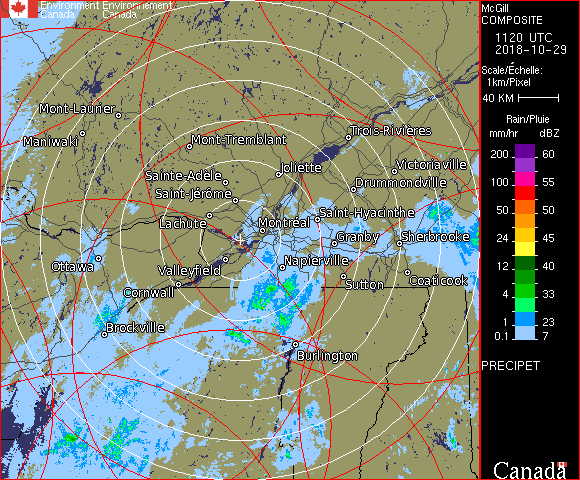 Environment Environnement
Canada Canada
McGill
COMPOSITE
1120 UTC
2018-10-29
Scale/Échelle:
1km/Pixel
40 KM
Rain/Pluie
mm/hr dBZ
200 60
100 55
50 50
24 45
12 40
4 33
1 23
0.1 7
PRECIPET
Mont-Laurier
Maniwaki
Mont-Tremblant
Trois-Rivières
Sainte-Adèle
Joliette
Victoriaville
Saint-Jérôme
Drummondville
Lachute
Montréal
Saint-Hyacinthe
Granby
Sherbrooke
Ottawa
Valleyfield
Napierville
Cornwall
Sutton
Coaticook
Brockville
Burlington
Canada